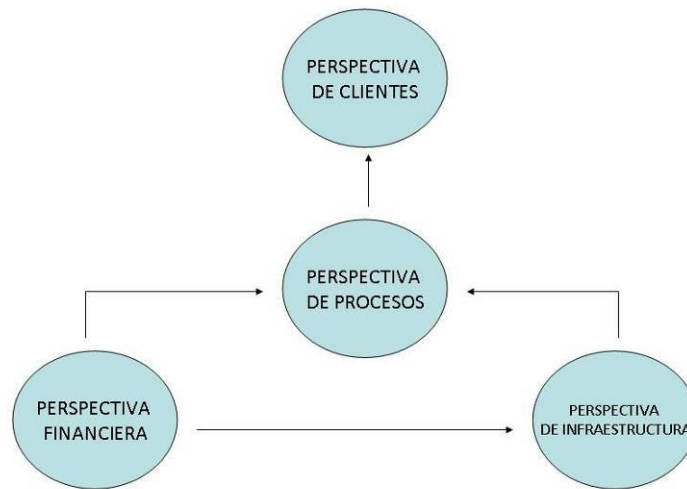 PERSPECTIVA
DE CLIENTES
PERSPECTIVA
DE PROCESOS
PERSPECTIVA
FINANCIERA
PERSPECTIVA
DE INFRAESTRUCTURA